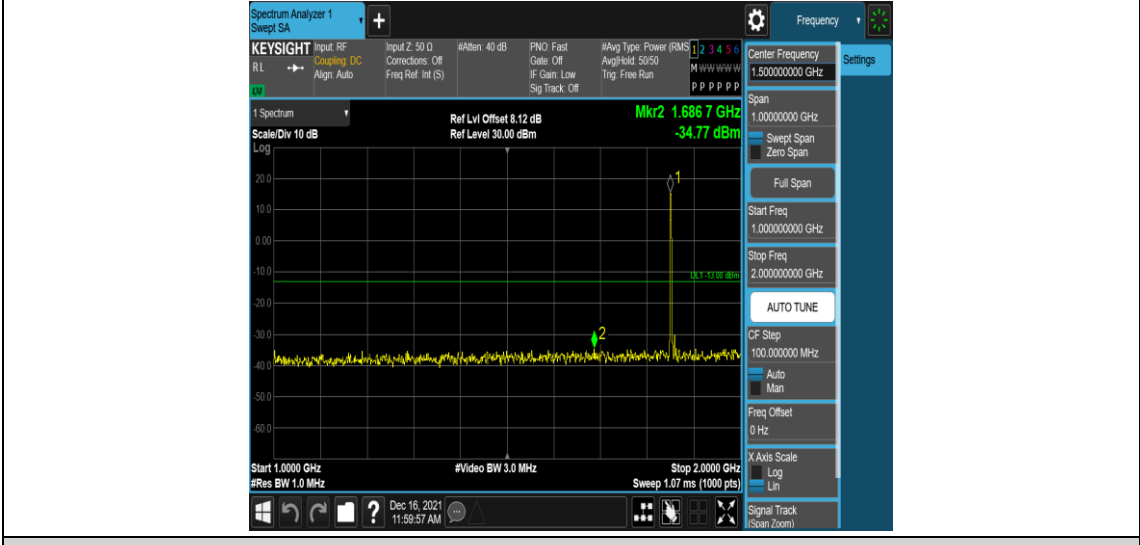 Spectrum Analyzer 1
Swept SA
+
Frequency
KEYSIGHT
RL
Input: RF
Coupling: DC
Align: Auto
Input Z: 50 Ω
Corrections: Off
Freq Ref: Int (S)
#Atten: 40 dB
PNO: Fast
Gate: Off
IF Gain: Low
Sig Track: Off
#Avg Type: Power (RMS
Avg|Hold: 50/50
Trig: Free Run
1 2 3 4 5 6
M W W W W W
P P P P P P
1 Spectrum
Scale/Div 10 dB
Ref Lvl Offset 8.12 dB
Ref Level 30.00 dBm
Mkr2 1.686 7 GHz
-34.77 dBm
Log
20.0
10.0
0.00
-10.0
-20.0
-30.0
-40.0
-50.0
-60.0
1
DL1 -13.00 dBm
2
Start 1.0000 GHz
#Res BW 1.0 MHz
#Video BW 3.0 MHz
Stop 2.0000 GHz
Sweep 1.07 ms (1000 pts)
?
Dec 16, 2021
11:59:57 AM
Center Frequency
1.500000000 GHz
Settings
Span
1.00000000 GHz
Swept Span
Zero Span
Full Span
Start Freq
1.000000000 GHz
Stop Freq
2.000000000 GHz
AUTO TUNE
CF Step
100.000000 MHz
Auto
Man
Freq Offset
0 Hz
X Axis Scale
Log
Lin
Signal Track
(Span Zoom)